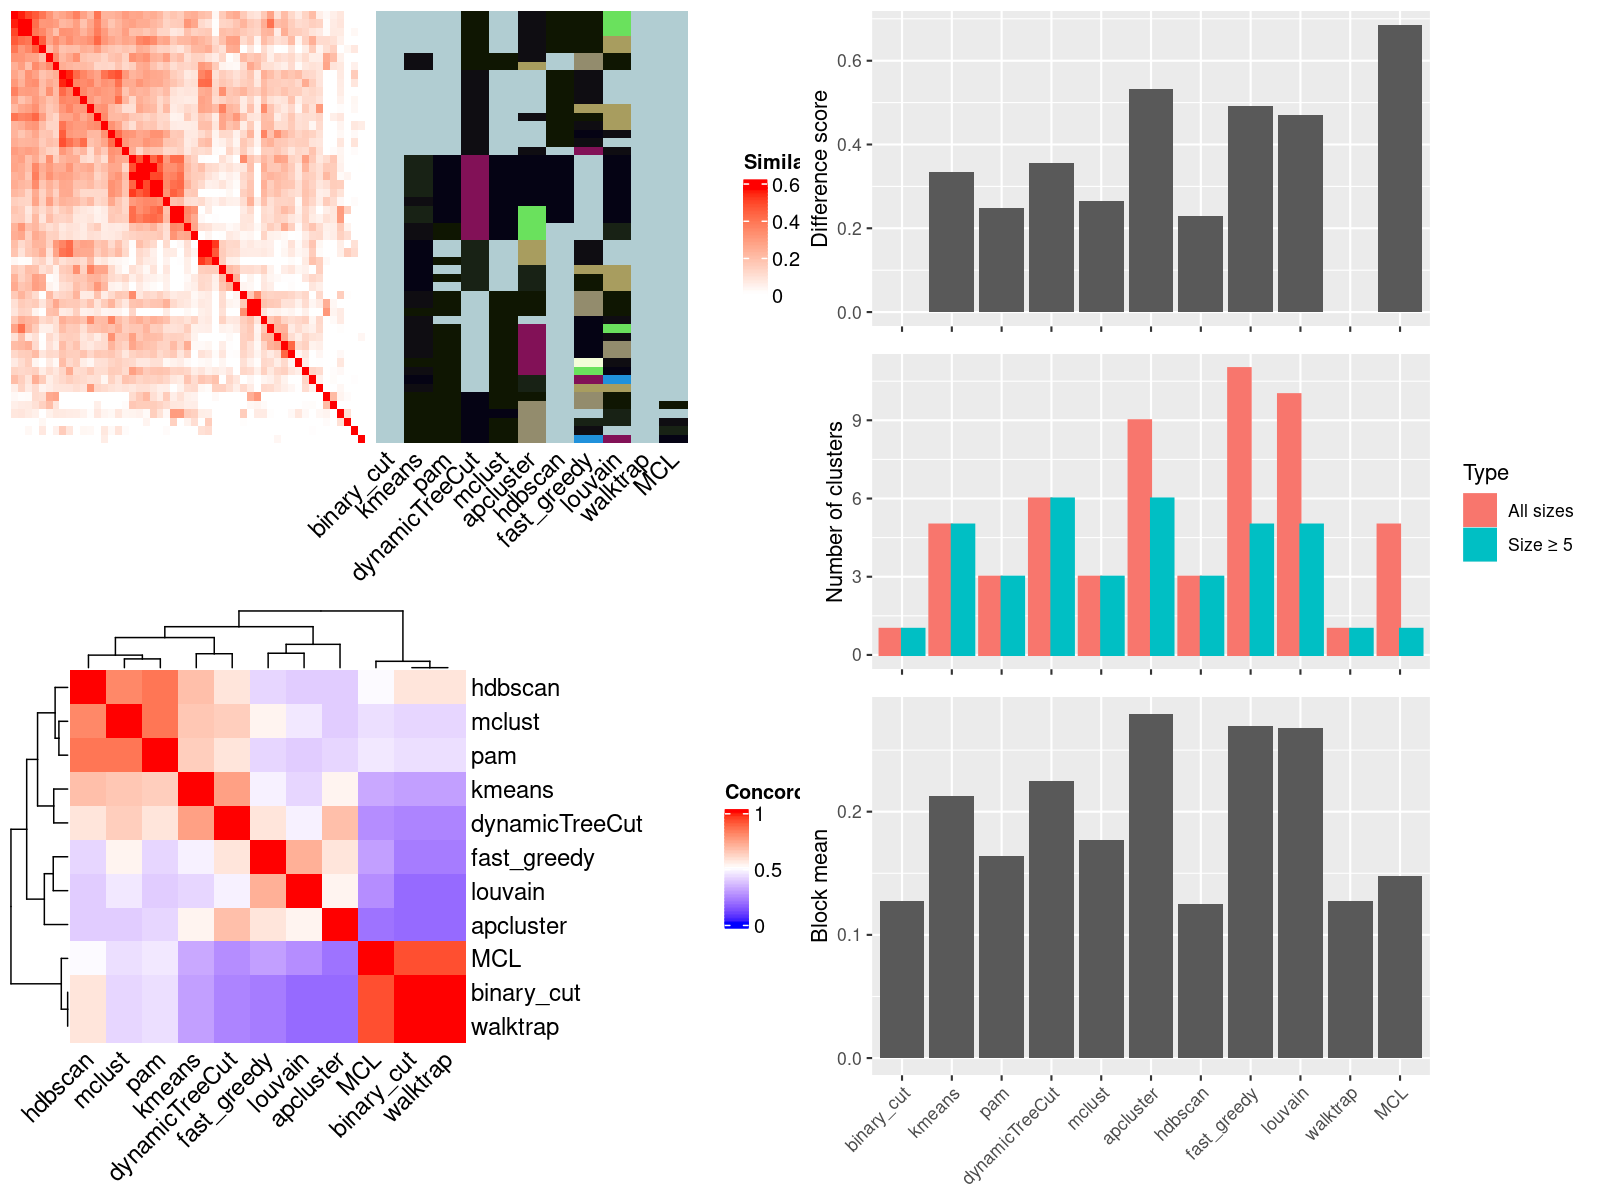 Simila
0.6
0.4
0.2
0
binary_cut
kmeans
pam
dynamicTreeCut
mclust
apcluster
hdbscan
fast_greedy
louvain
walktrap
MCL
hdbscan
mclust
pam
kmeans
dynamicTreeCut
fast_greedy
louvain
apcluster
MCL
binary_cut
walktrap
Concorc
1
0.5
0
hdbscan
mclust
pam
kmeans
dynamicTreeCut
fast_greedy
louvain
apcluster
MCL
binary_cut
walktrap
Difference score
0.6
0.4
0.2
0.0
Number of clusters
9
6
3
0
Type
All sizes
Size ≥ 5
Block mean
0.2
0.1
0.0
binary_cut
kmeans
pam
dynamicTreeCut
mclust
apcluster
hdbscan
fast_greedy
louvain
walktrap
MCL